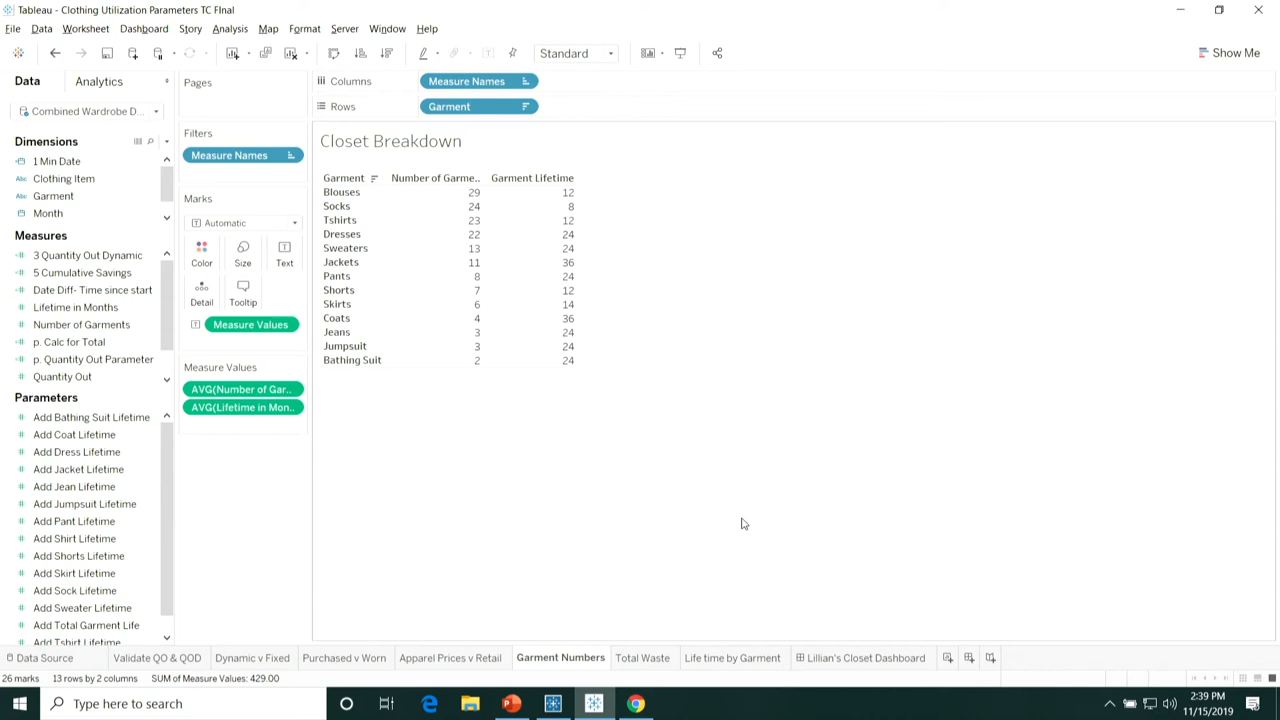 Tableau - Clothing Utilization Parameters TC FInal
File Data Worksheet Dashboard Story Analysis Map Format Server Window Help
Standard
Show Me
Data Analytics
Combined Wardrobe D...
Dimensions
1 Min Date
Abc Clothing Item
Abc Garment
Month
Measures
3 Quantity Out Dynamic
5 Cumulative Savings
Date Diff- Time since start
Lifetime in Months
Number of Garments
p. Calc for Total
p. Quantity Out Parameter
Quantity Out
Parameters
Add Bathing Suit Lifetime
Add Coat Lifetime
Add Dress Lifetime
Add Jacket Lifetime
Add Jean Lifetime
Add Jumpsuit Lifetime
Add Pant Lifetime
Add Shirt Lifetime
Add Shorts Lifetime
Add Skirt Lifetime
Add Sock Lifetime
Add Sweater Lifetime
Add Total Garment Life
Add Tshirt Lifetime
Pages
Filters
Measure Names
Marks
Automatic
Color Size Text
Detail Tooltip
Measure Values
Measure Values
AVG(Number of Gar..
AVG(Lifetime in Mon..
Columns Measure Names
Rows Garment
Closet Breakdown
Garment Number of Garme.. Garment Lifetime
Blouses 29 12
Socks 24 8
Tshirts 23 12
Dresses 22 24
Sweaters 13 24
Jackets 11 36
Pants 8 24
Shorts 7 12
Skirts 6 14
Coats 4 36
Jeans 3 24
Jumpsuit 3 24
Bathing Suit 2 24
Data Source Validate QO & QOD Dynamic v Fixed Purchased v Worn Apparel Prices v Retail Garment Numbers Total Waste Life time by Garment Lillian's Closet Dashboard
26 marks 13 rows by 2 columns SUM of Measure Values: 429.00
Type here to search
2:39 PM
11/15/2019